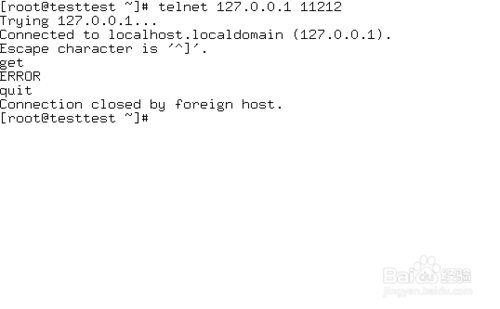 [root@testtest ~]# telnet 127.0.0.1 11212
Trying 127.0.0.1...
Connected to localhost.localdomain (127.0.0.1).
Escape character is '^]'.
get
ERROR
quit
Connection closed by foreign host.
[root@testtest ~]#
Baidu 经验
jingyan.baidu.com